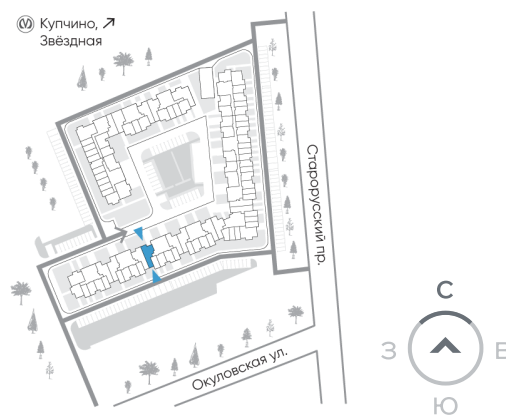 Купчино, ↗
Звёздная
Старорусский пр.
Окуловская ул.
С
З
В
Ю